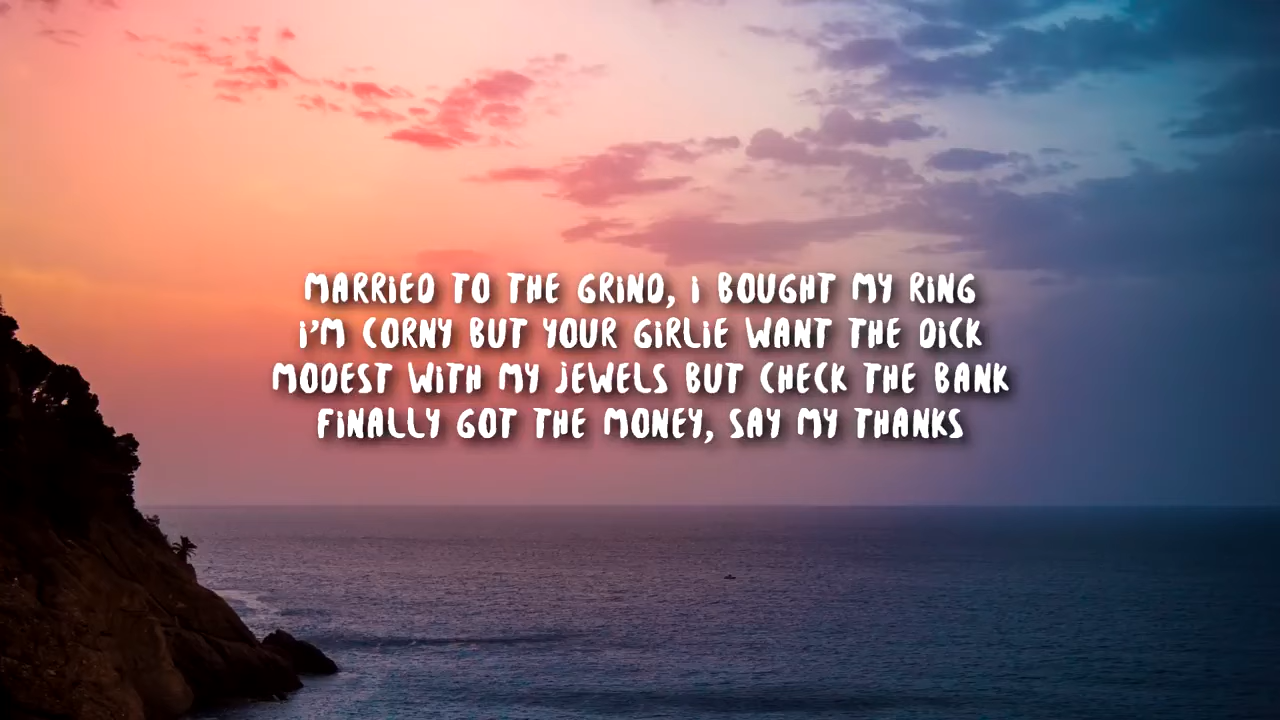 MARRIED TO THE GRIND, I BOUGHT MY RING
I'M CORNY BUT YOUR GIRLIE WANT THE DICK
MODEST WITH MY JEWELS BUT CHECK THE BANK
FINALLY GOT THE MONEY, SAY MY THANKS